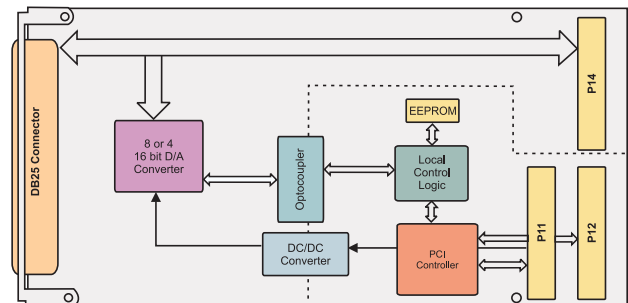 DB25 Connector
P14
EEPROM
8 or 4
16 bit D/A
Converter
Optocoupler
Local
Control
Logic
DC/DC
Converter
PCI
Controller
P11
P12